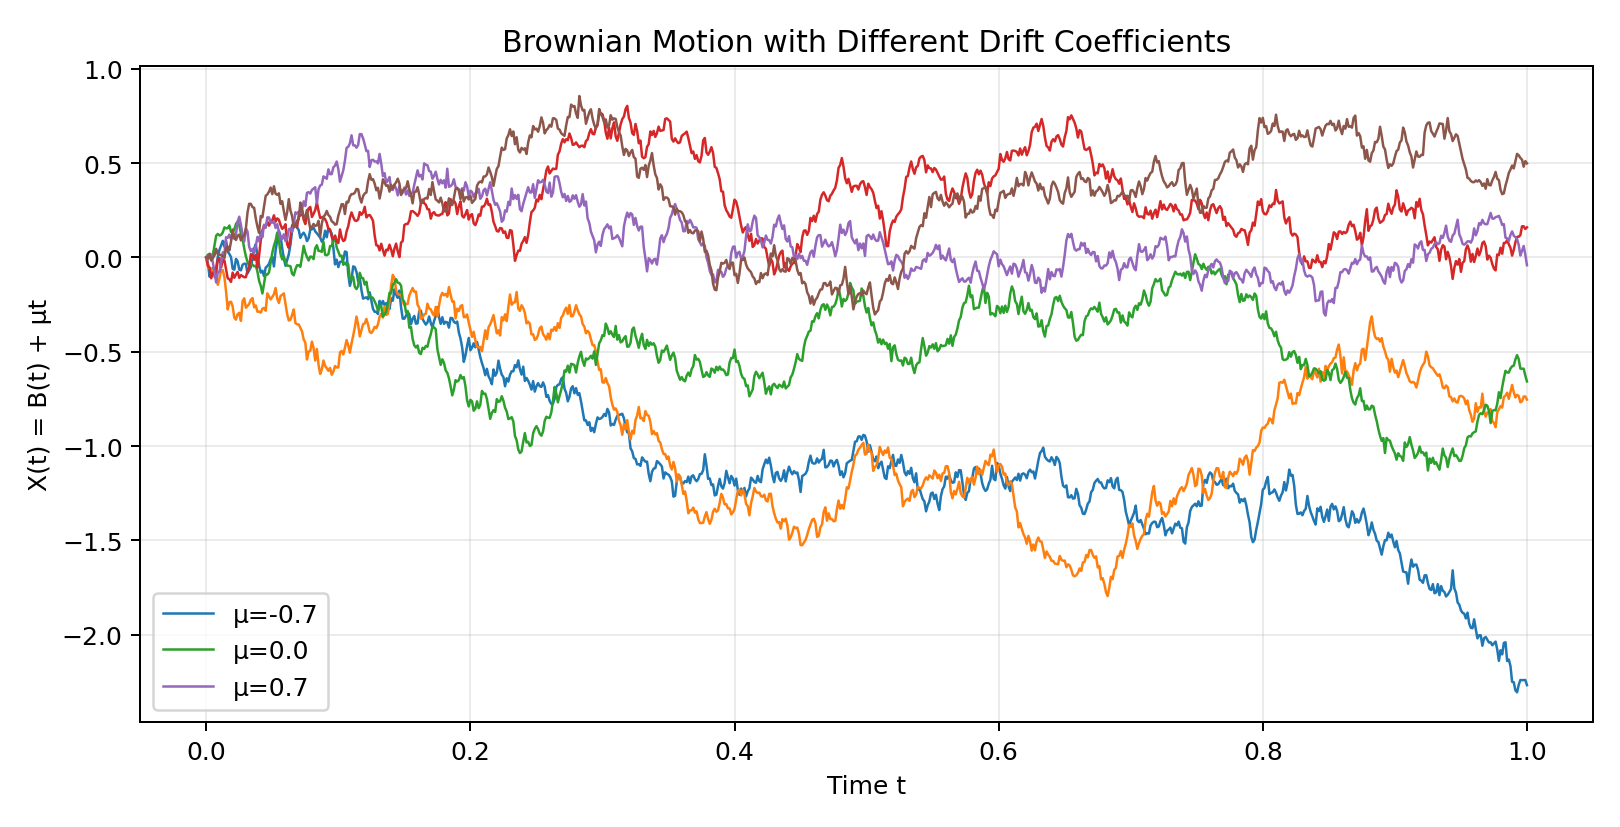 Brownian Motion with Different Drift Coefficients
X(t) = B(t) + μt
1.0
0.5
0.0
−0.5
−1.0
−1.5
−2.0
μ=-0.7
μ=0.0
μ=0.7
0.0 0.2 0.4 0.6 0.8 1.0
Time t